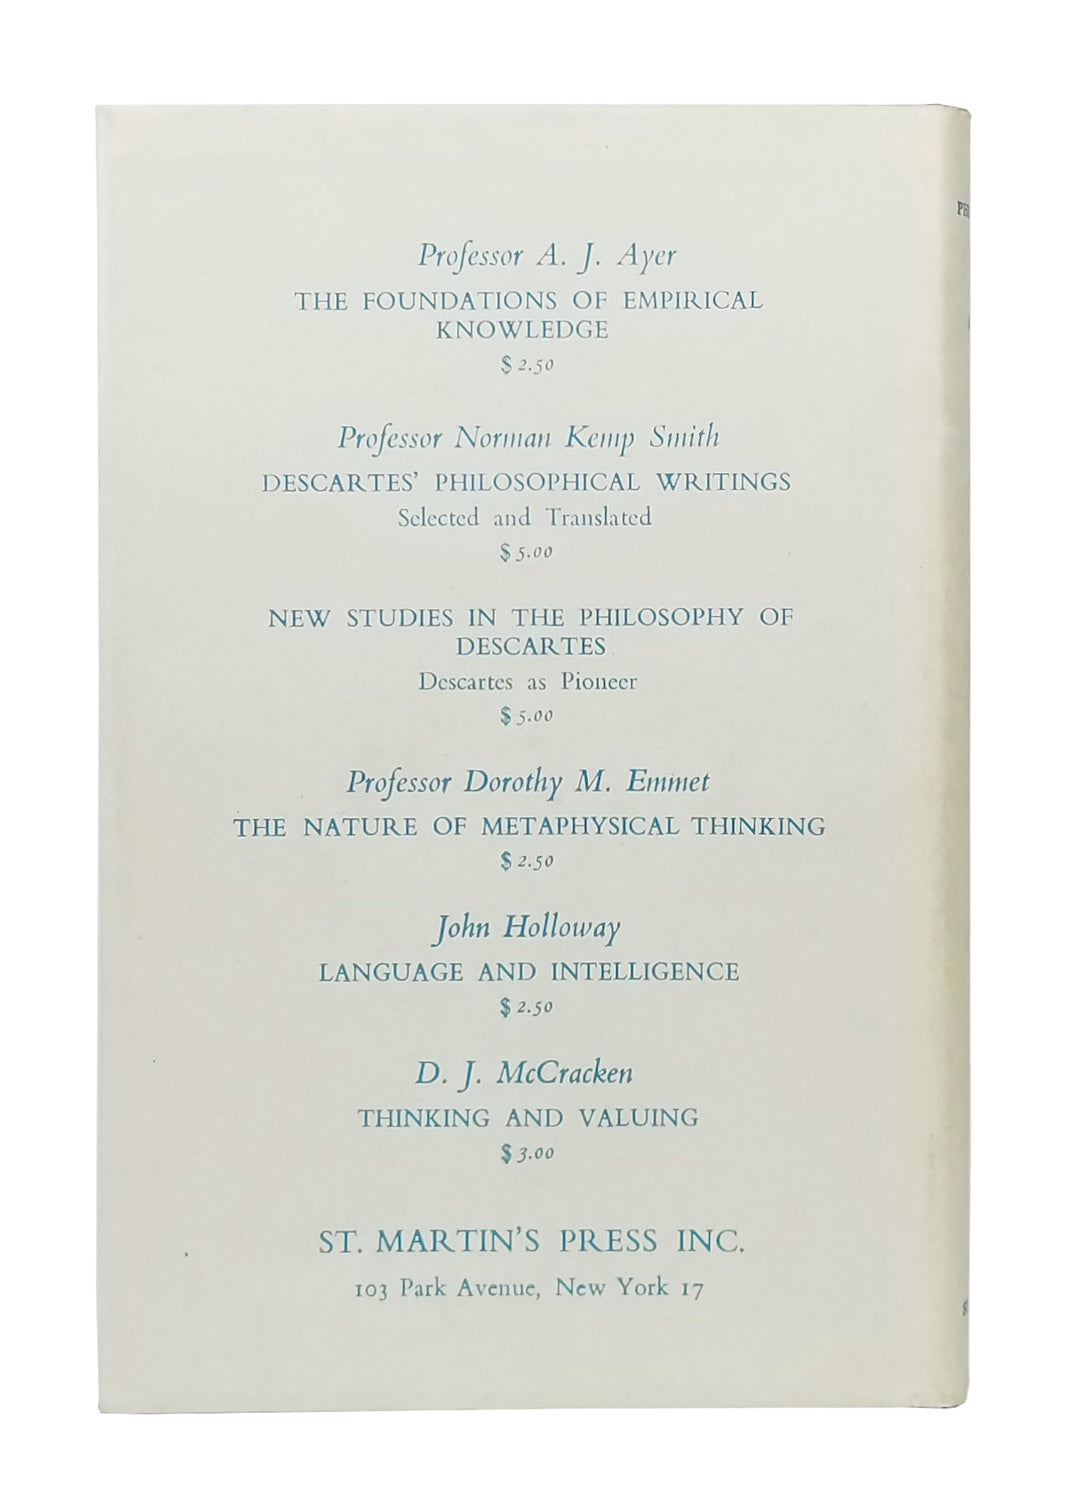 Professor A. J. Ayer
THE FOUNDATIONS OF EMPIRICAL
KNOWLEDGE
$ 2.50
Professor Norman Kemp Smith
DESCARTES' PHILOSOPHICAL WRITINGS
Selected and Translated
$ 5.00
NEW STUDIES IN THE PHILOSOPHY OF
DESCARTES
Descartes as Pioneer
$ 5.00
Professor Dorothy M. Emmet
THE NATURE OF METAPHYSICAL THINKING
$ 2.50
John Holloway
LANGUAGE AND INTELLIGENCE
$ 2.50
D. J. McCracken
THINKING AND VALUING
$ 3.00
ST. MARTIN'S PRESS INC.
103 Park Avenue, New York 17